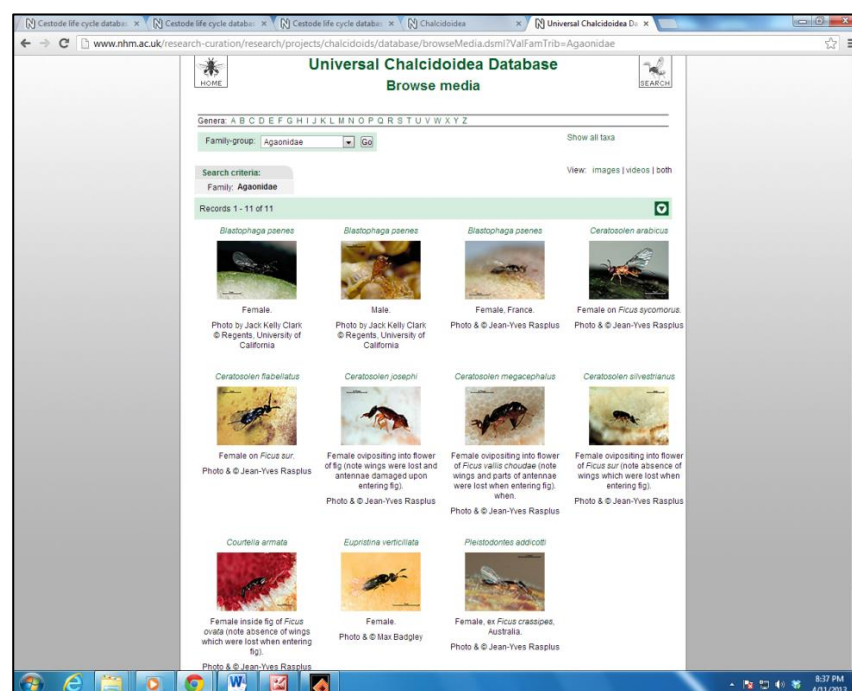 Cestode life cycle databas
Cestode life cycle databas
Cestode life cycle databas
Chalcidoidea
Universal Chalcidoidea Da
www.nhm.ac.uk/research-curation/research/projects/chalcidoids/database/browseMedia.dsml?ValFamTrib=Agaonidae
HOME
Universal Chalcidoidea Database
Browse media
SEARCH
Genera: A B C D E F G H I J K L M N O P Q R S T U V W X Y Z
Family-group: Agaonidae Go
Show all taxa
Search criteria:
View: images | videos | both
Family: Agaonidae
Records 1 - 11 of 11
Blastophaga psenes
Female.
Photo by Jack Kelly Clark
© Regents, University of
California
Blastophaga psenes
Male.
Photo by Jack Kelly Clark
© Regents, University of
California
Blastophaga psenes
Female, France.
Photo & © Jean-Yves Rasplus
Ceratosolen arabicus
Female on Ficus sycomorus.
Photo & © Jean-Yves Rasplus
Ceratosolen flabellatus
Female on Ficus sur.
Photo & © Jean-Yves Rasplus
Ceratosolen josephi
Female ovipositing into flower
of fig (note wings were lost and
antennae damaged upon
entering fig).
Photo & © Jean-Yves Rasplus
Ceratosolen megacephalus
Female ovipositing into flower
of Ficus vallis choudae (note
wings and parts of antennae
were lost when entering fig).
when.
Photo & © Jean-Yves Rasplus
Ceratosolen silvestrianus
Female ovipositing into flower
of Ficus sur (note absence of
wings which were lost when
entering fig).
Photo & © Jean-Yves Rasplus
Courtella armata
Female inside fig of Ficus
ovata (note absence of wings
which were lost when entering
fig).
Photo & © Jean-Yves Rasplus
Eupristina verticillata
Female.
Photo & © Max Badgley
Pleistodontes addicotti
Female, ex Ficus crassipes,
Australia.
Photo & © Jean-Yves Rasplus
8:37 PM
4/11/2013